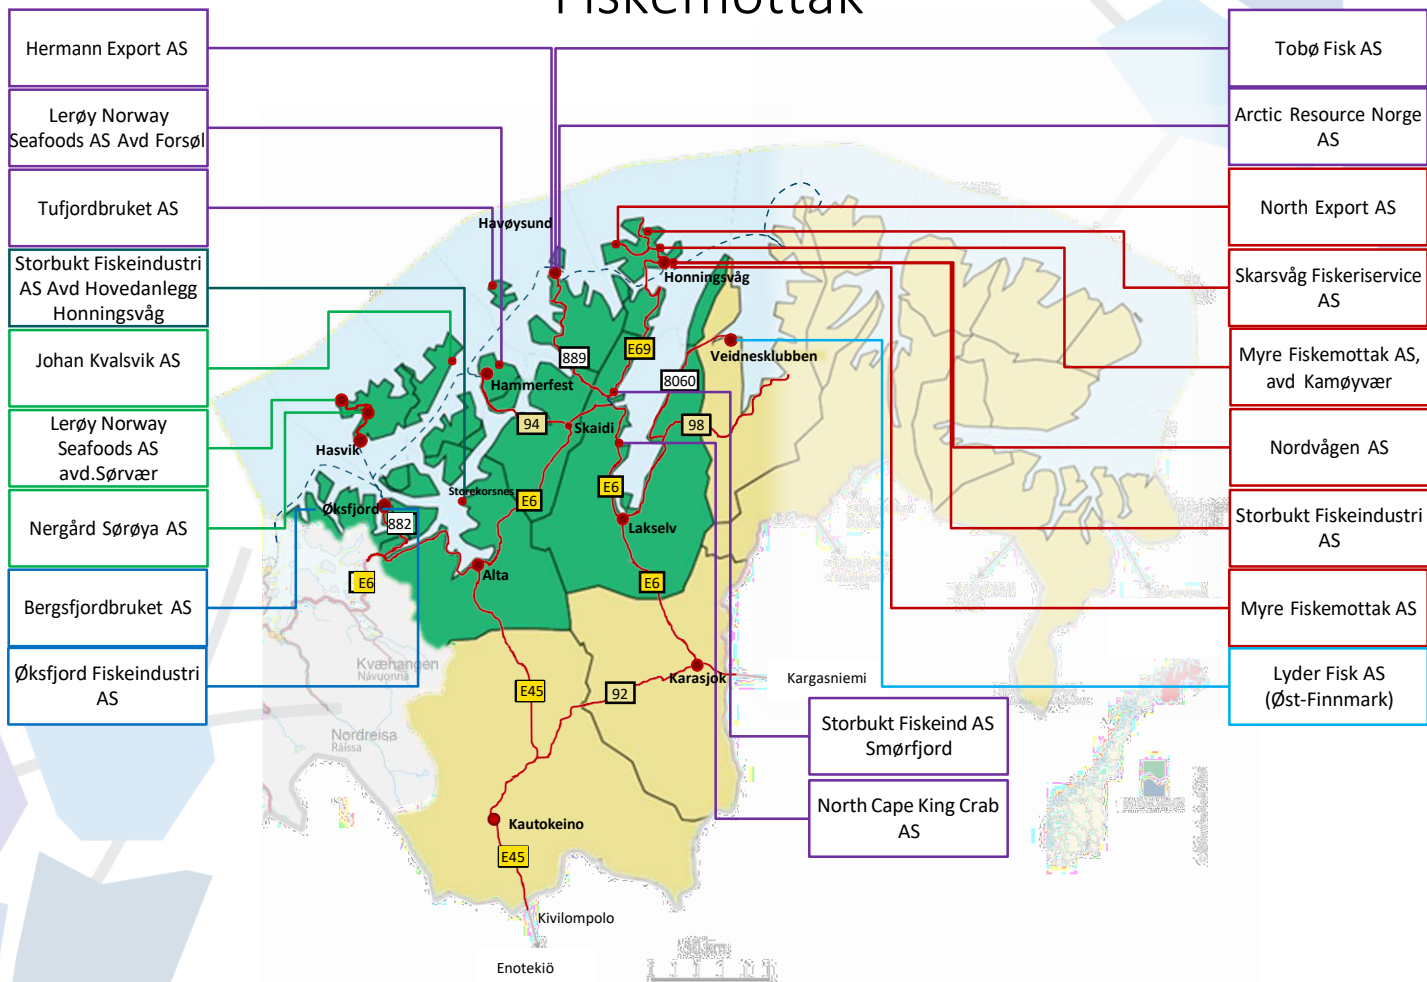 Fiskemottak
Hermann Export AS
Lerøy Norway
Seafoods AS Avd Forsøl
Tufjordbruket AS
Storbukt Fiskeindustri
AS Avd Hovedanlegg
Honningsvåg
Johan Kvalsvik AS
Lerøy Norway
Seafoods AS
avd.Sørvær
Nergård Sørøya AS
Bergsfjordbruket AS
Øksfjord Fiskeindustri
AS
Tobø Fisk AS
Arctic Resource Norge
AS
North Export AS
Skarsvåg Fiskeriservice
AS
Myre Fiskemottak AS,
avd Kamøyvær
Nordvågen AS
Storbukt Fiskeindustri
AS
Myre Fiskemottak AS
Lyder Fisk AS
(Øst-Finnmark)
Storbukt Fiskeind AS
Smørfjord
North Cape King Crab
AS
Havøysund
Honningsvåg
889
E69
Veidnesklubben
8060
Hammerfest
94
Skaidi
98
Hasvik
Storekorsnes
E6
E6
Øksfjord
882
Lakselv
Alta
E6
E6
Kvæhangen
Návuonna
Karasjok
Kargasniemi
E45
92
Nordreisa
Ráissa
Kautokeino
E45
Kivilompolo
Enotekiö
50 km